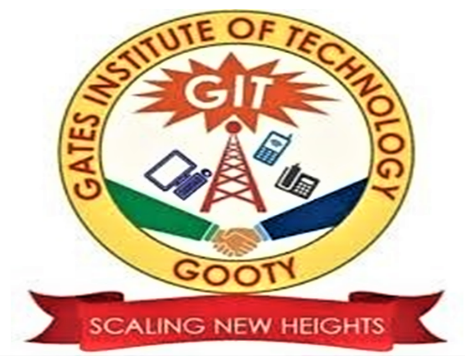 GATES INSTITUTE OF TECHNOLOGY
GIT
GOOTY
SCALING NEW HEIGHTS